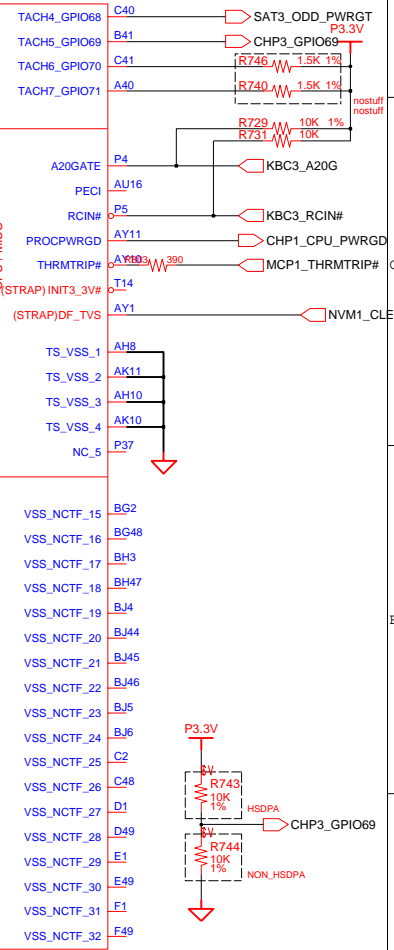 TACH4_GPIO68 C40 SAT3_ODD_PWRGT
P3.3V
TACH5_GPIO69 B41 CHP3_GPIO69
TACH6_GPIO70 C41 R746 1.5K 1%
TACH7_GPIO71 A40 R740 1.5K 1%
nostuff
nostuff
R729 10K 1%
R731 10K
A20GATE P4 KBC3_A20G
PECI AU16
RCIN# P5 KBC3_RCIN#
PROCPWRGD AY11 CHP1_CPU_PWRGD
THRMTRIP# AY10 390 MCP1_THRMTRIP#
(STRAP) INIT3_3V# T14
(STRAP)DF_TVS AY1 NVM1_CLE
TS_VSS_1 AH8
TS_VSS_2 AK11
TS_VSS_3 AH10
TS_VSS_4 AK10
NC_5 P37
VSS_NCTF_15 BG2
VSS_NCTF_16 BG48
VSS_NCTF_17 BH3
VSS_NCTF_18 BH47
VSS_NCTF_19 BJ4
VSS_NCTF_20 BJ44
VSS_NCTF_21 BJ45
VSS_NCTF_22 BJ46
VSS_NCTF_23 BJ5
VSS_NCTF_24 BJ6
VSS_NCTF_25 C2
VSS_NCTF_26 C48
VSS_NCTF_27 D1
VSS_NCTF_28 D49
VSS_NCTF_29 E1
VSS_NCTF_30 E49
VSS_NCTF_31 F1
VSS_NCTF_32 F49
P3.3V
R743
10K
1%
HSDPA
CHP3_GPIO69
R744
10K
1%
NON_HSDPA